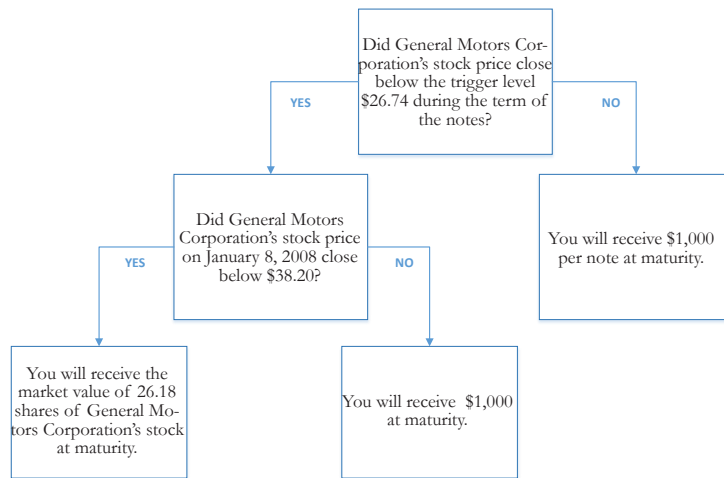 Did General Motors Cor-
poration's stock price close
below the trigger level
$26.74 during the term of
the notes?
YES
NO
Did General Motors
Corporation's stock price
on January 8, 2008 close
below $38.20?
You will receive $1,000
per note at maturity.
YES
NO
You will receive the
market value of 26.18
shares of General Mo-
tors Corporation's stock
at maturity.
You will receive $1,000
at maturity.